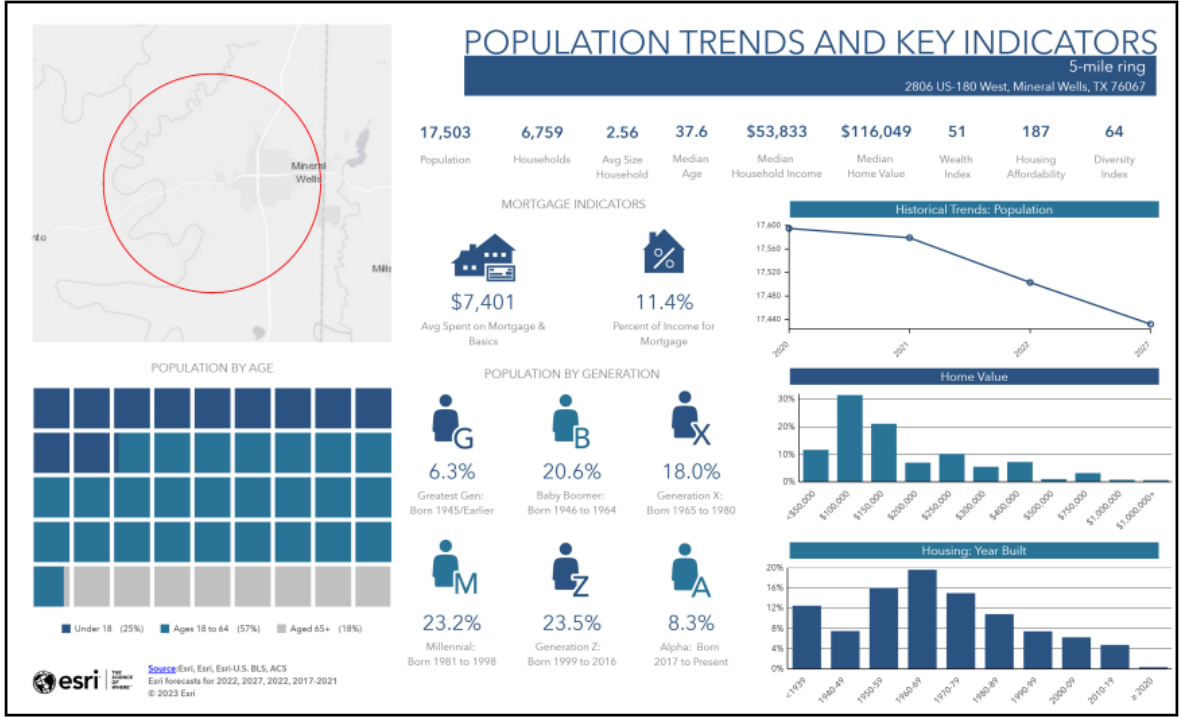 POPULATION TRENDS AND KEY INDICATORS
5-mile ring
2806 US-180 West, Mineral Wells, TX 76067
Mineral
Wells
nto
Mills
17,503
Population
6,759
Households
2.56
Avg Size
Household
37.6
Median
Age
$53,833
Median
Household Income
$116,049
Median
Home Value
51
Wealth
Index
187
Housing
Affordability
64
Diversity
Index
MORTGAGE INDICATORS
$7,401
Avg Spent on Mortgage &
Basics
%
11.4%
Percent of Income for
Mortgage
Historical Trends: Population
17,600
17,560
17,520
17,480
17,440
2020
2021
2022
2027
POPULATION BY AGE
Under 18 (25%)
Ages 18 to 64 (57%)
Aged 65+ (18%)
POPULATION BY GENERATION
G
6.3%
Greatest Gen:
Born 1945/Earlier
B
20.6%
Baby Boomer:
Born 1946 to 1964
X
18.0%
Generation X:
Born 1965 to 1980
M
23.2%
Millennial:
Born 1981 to 1998
Z
23.5%
Generation Z:
Born 1999 to 2016
A
8.3%
Alpha: Born
2017 to Present
Home Value
30%
20%
10%
0%
<$50,000
$100,000
$150,000
$200,000
$250,000
$300,000
$400,000
$500,000
$750,000
$1,000,000
$1,000,000+
Housing: Year Built
20%
16%
12%
8%
4%
0%
<1939
1940-49
1950-59
1960-69
1970-79
1980-89
1990-99
2000-09
2010-19
≥ 2020
esri
THE
SCIENCE
OF
WHERE™
Source:Esri, Esri, Esri-U.S. BLS, ACS
Esri forecasts for 2022, 2027, 2022, 2017-2021
© 2023 Esri